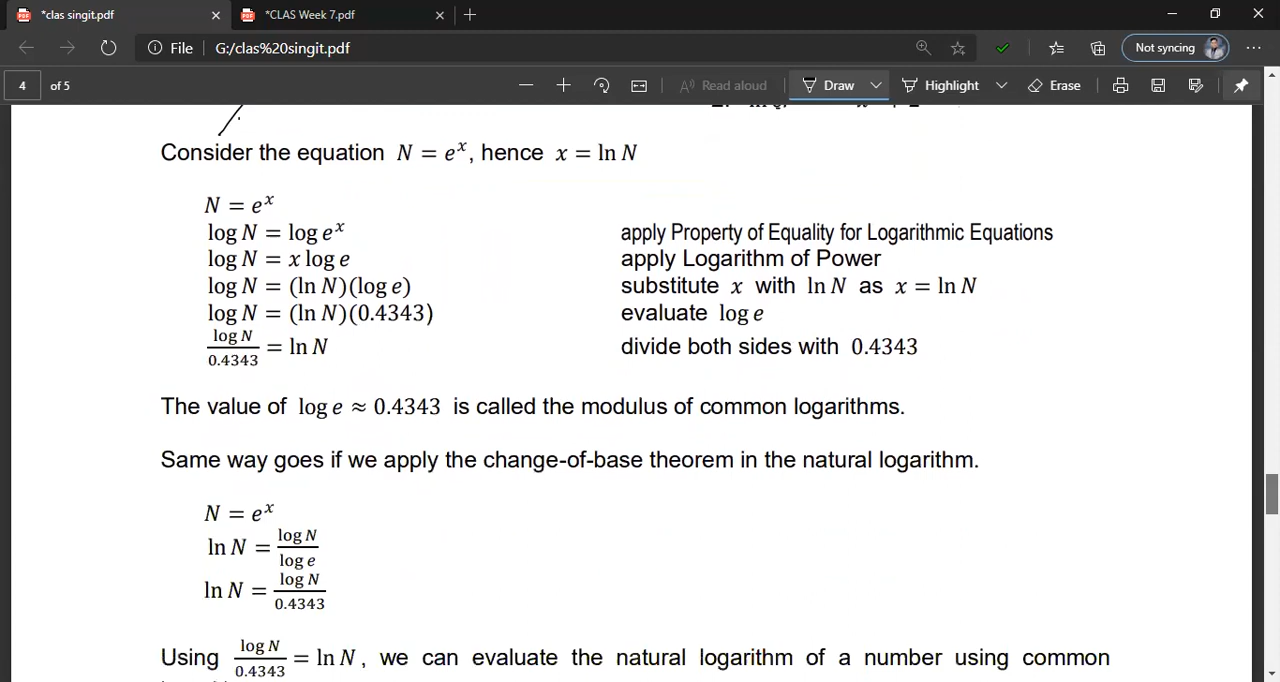 *clas singit.pdf
*CLAS Week 7.pdf
File G:/clas%20singit.pdf
Not syncing
4 of 5
Read aloud Draw Highlight Erase
Consider the equation N = e^x, hence x = ln N
N = e^x
log N = log e^x apply Property of Equality for Logarithmic Equations
log N = x log e apply Logarithm of Power
log N = (ln N)(log e) substitute x with ln N as x = ln N
log N = (ln N)(0.4343) evaluate log e
log N / 0.4343 = ln N divide both sides with 0.4343
The value of log e ≈ 0.4343 is called the modulus of common logarithms.
Same way goes if we apply the change-of-base theorem in the natural logarithm.
N = e^x
ln N = log N / log e
ln N = log N / 0.4343
Using log N / 0.4343 = ln N, we can evaluate the natural logarithm of a number using common